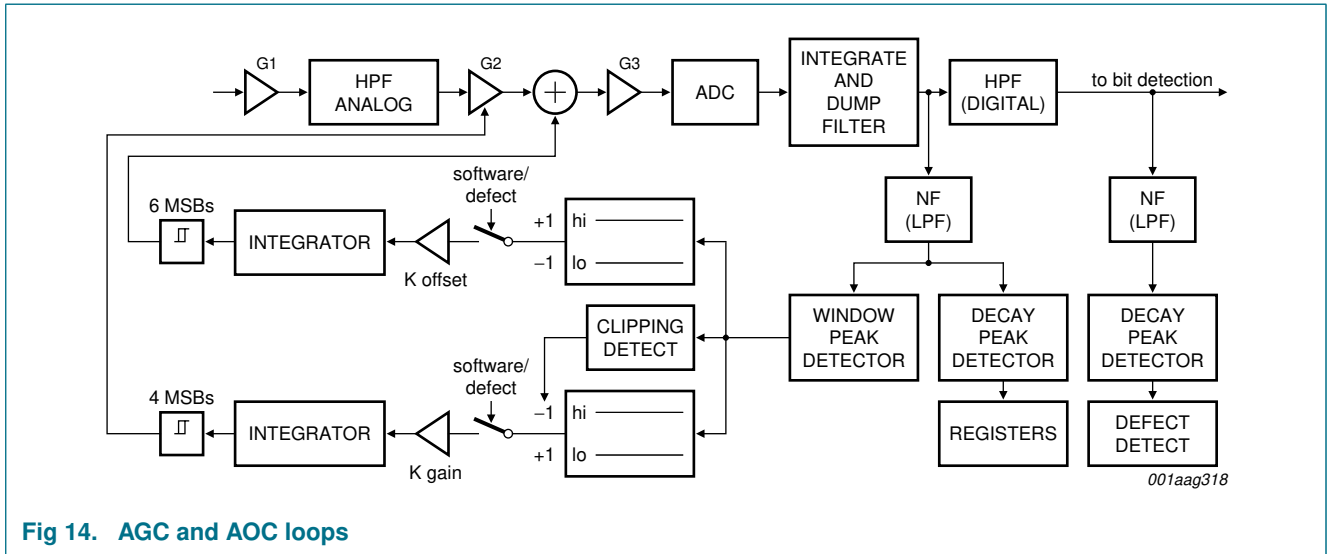 G1
HPF
ANALOG
G2
+
G3
ADC
INTEGRATE
AND
DUMP
FILTER
HPF
(DIGITAL)
to bit detection
NF
(LPF)
NF
(LPF)
6 MSBs
INTEGRATOR
K offset
software/
defect
+1 hi
−1 lo
WINDOW
PEAK
DETECTOR
DECAY
PEAK
DETECTOR
DECAY
PEAK
DETECTOR
CLIPPING
DETECT
4 MSBs
INTEGRATOR
K gain
software/
defect
−1 hi
+1 lo
REGISTERS
DEFECT
DETECT
001aag318
Fig 14. AGC and AOC loops